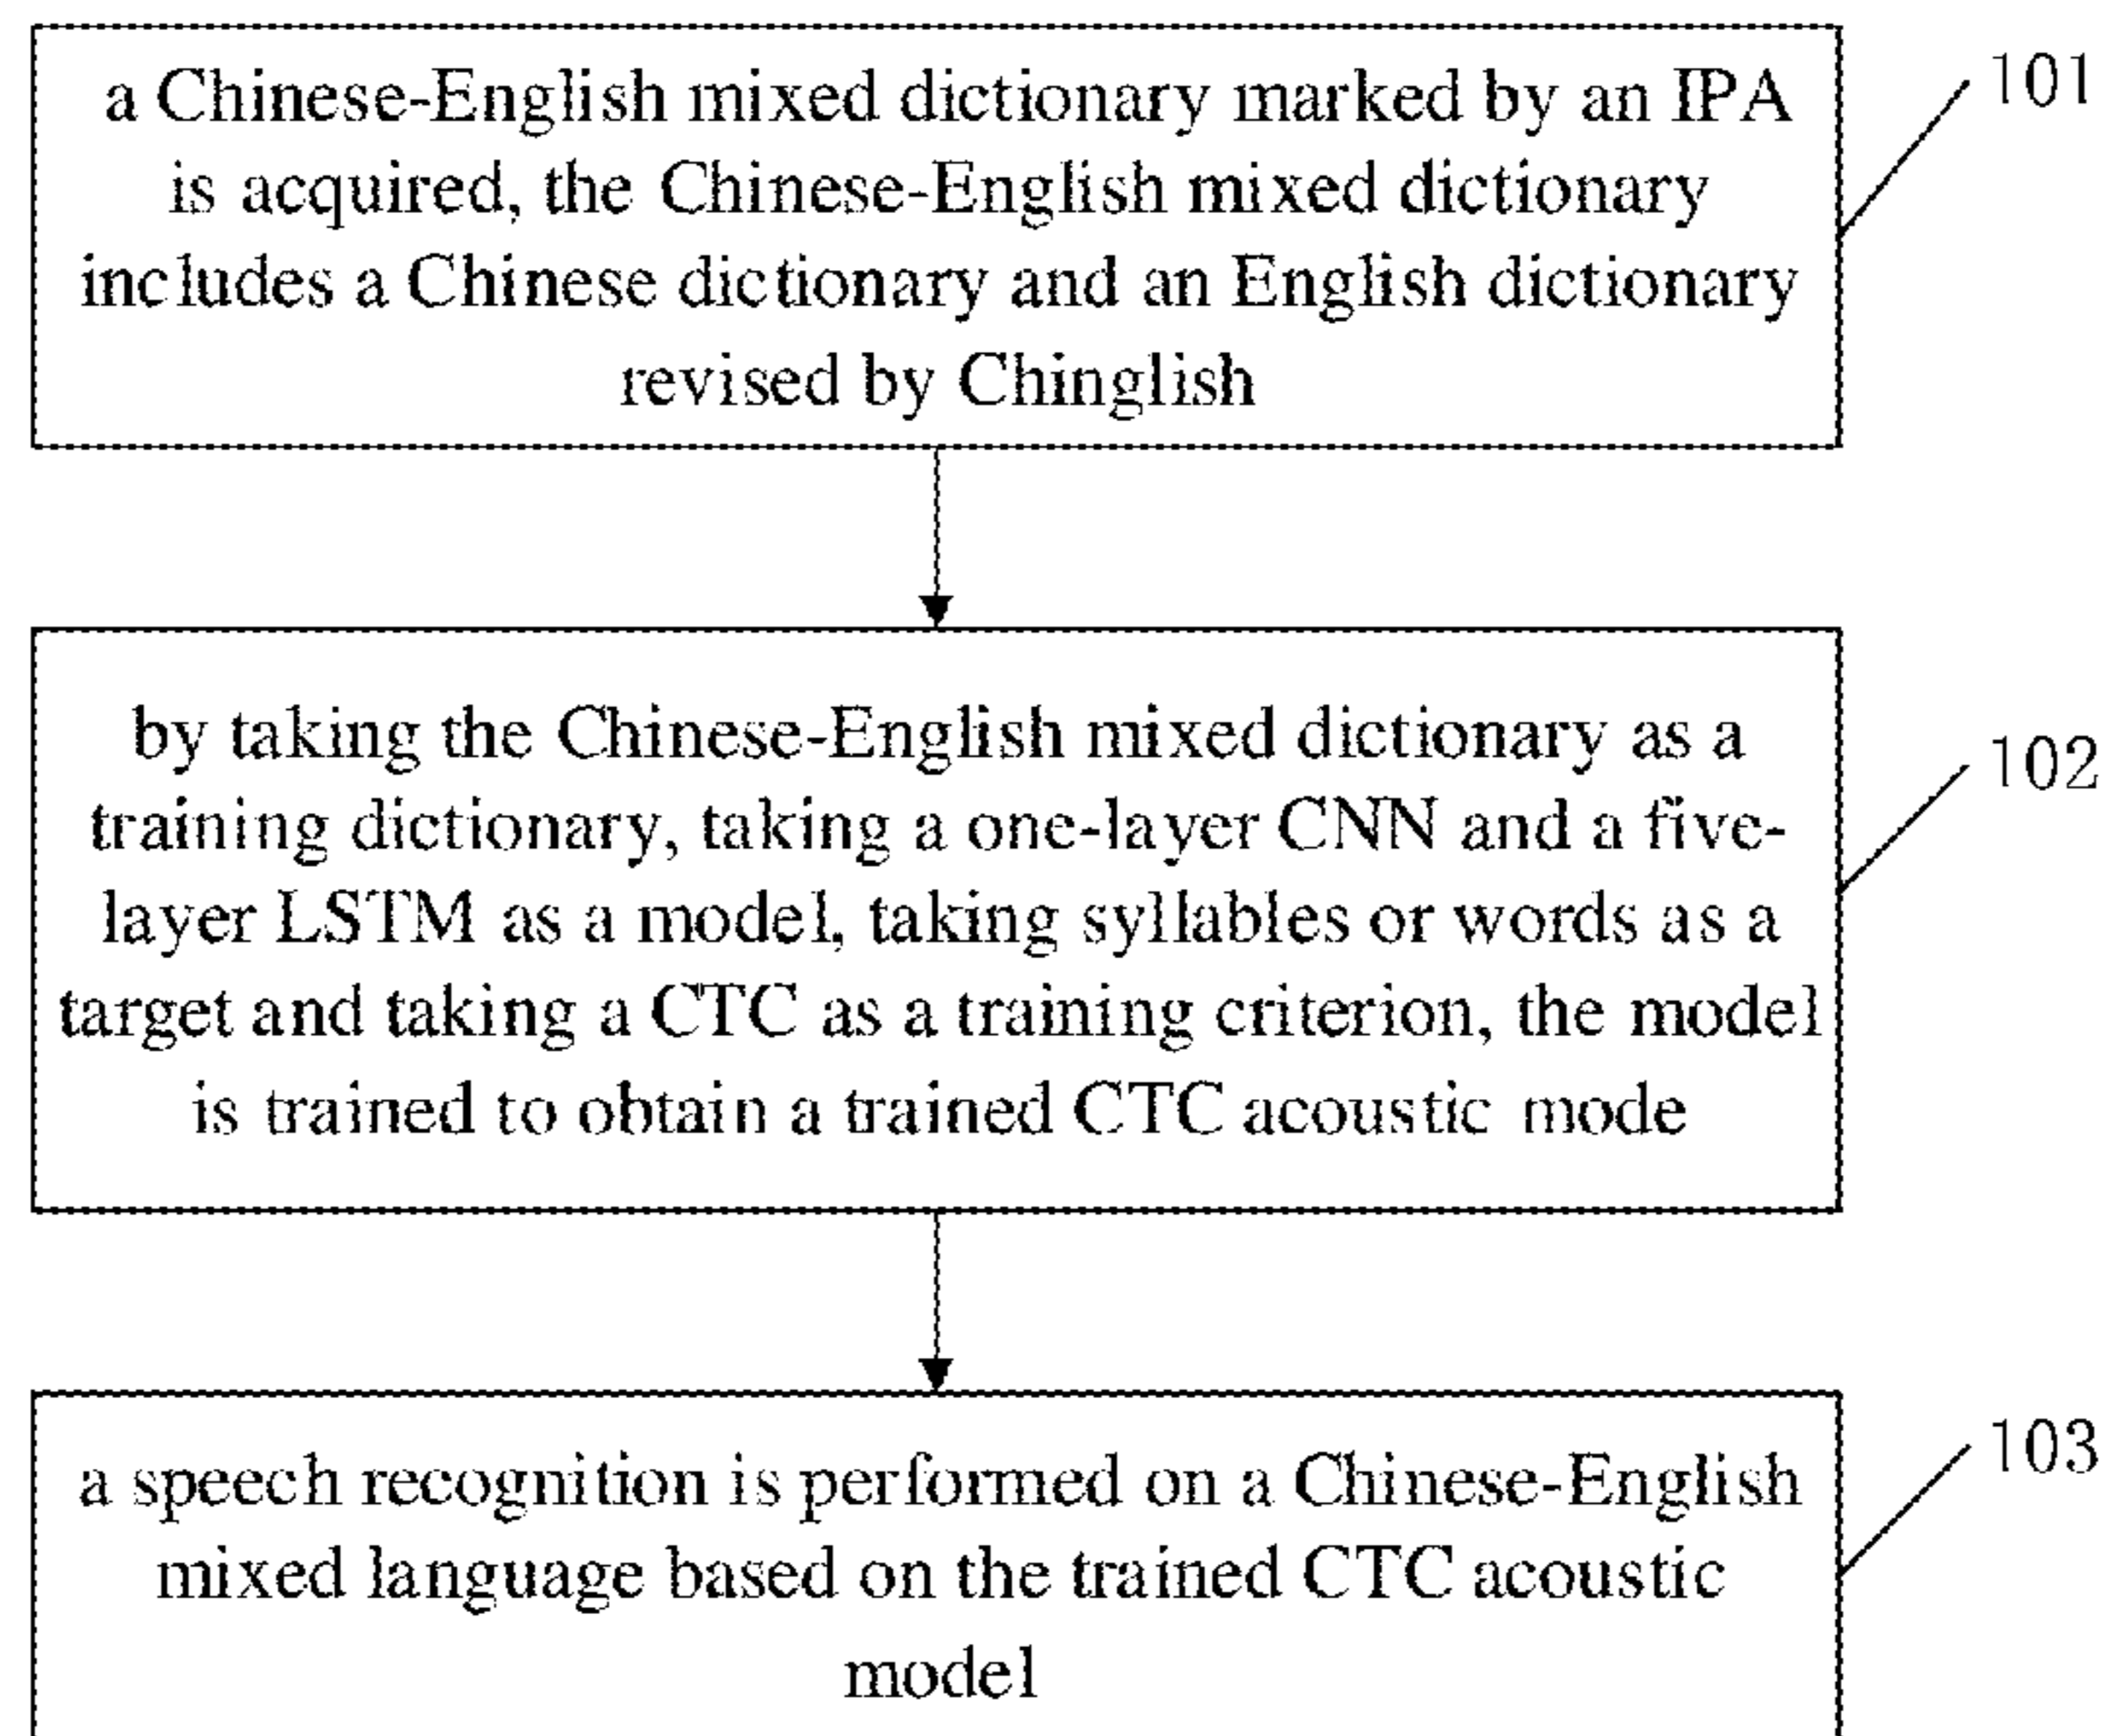 a Chinese-English mixed dictionary marked by an IPA
is acquired, the Chinese-English mixed dictionary
includes a Chinese dictionary and an English dictionary
revised by Chinglish
101
by taking the Chinese-English mixed dictionary as a
training dictionary, taking a one-layer CNN and a five-
layer LSTM as a model, taking syllables or words as a
target and taking a CTC as a training criterion, the model
is trained to obtain a trained CTC acoustic mode
102
a speech recognition is performed on a Chinese-English
mixed language based on the trained CTC acoustic
model
103